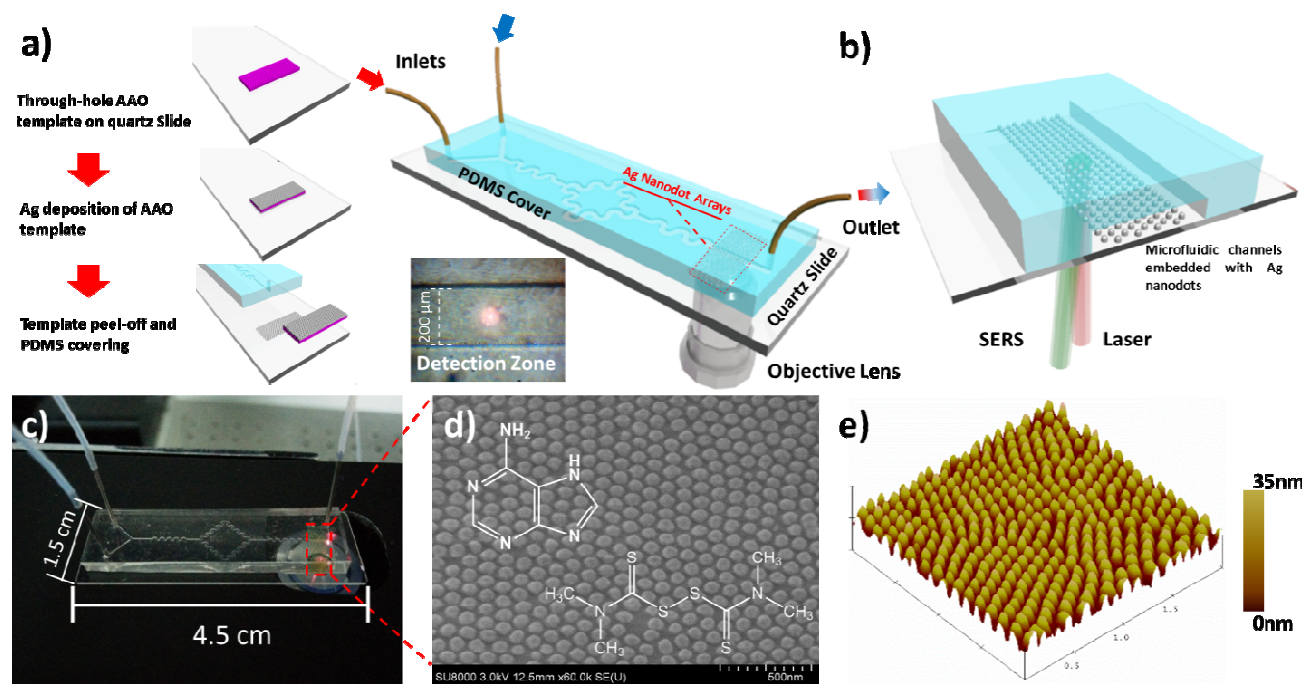 a)
Through-hole AAO
template on quartz Slide
Ag deposition of AAO
template
Template peel-off and
PDMS covering
Inlets
PDMS Cover
Ag Nanodot Arrays
Outlet
Quartz Slide
Objective Lens
200 μm
Detection Zone
b)
Microfluidic channels
embedded with Ag
nanodots
SERS
Laser
c)
1.5 cm
4.5 cm
d)
NH2
N
H
N
N
N
S
CH3
H3C
N
S
S
N
CH3
CH3
S
SU8000 3.0kV 12.5mm x60.0k SE(U)
500nm
e)
35nm
0nm
0.5
1.0
1.5